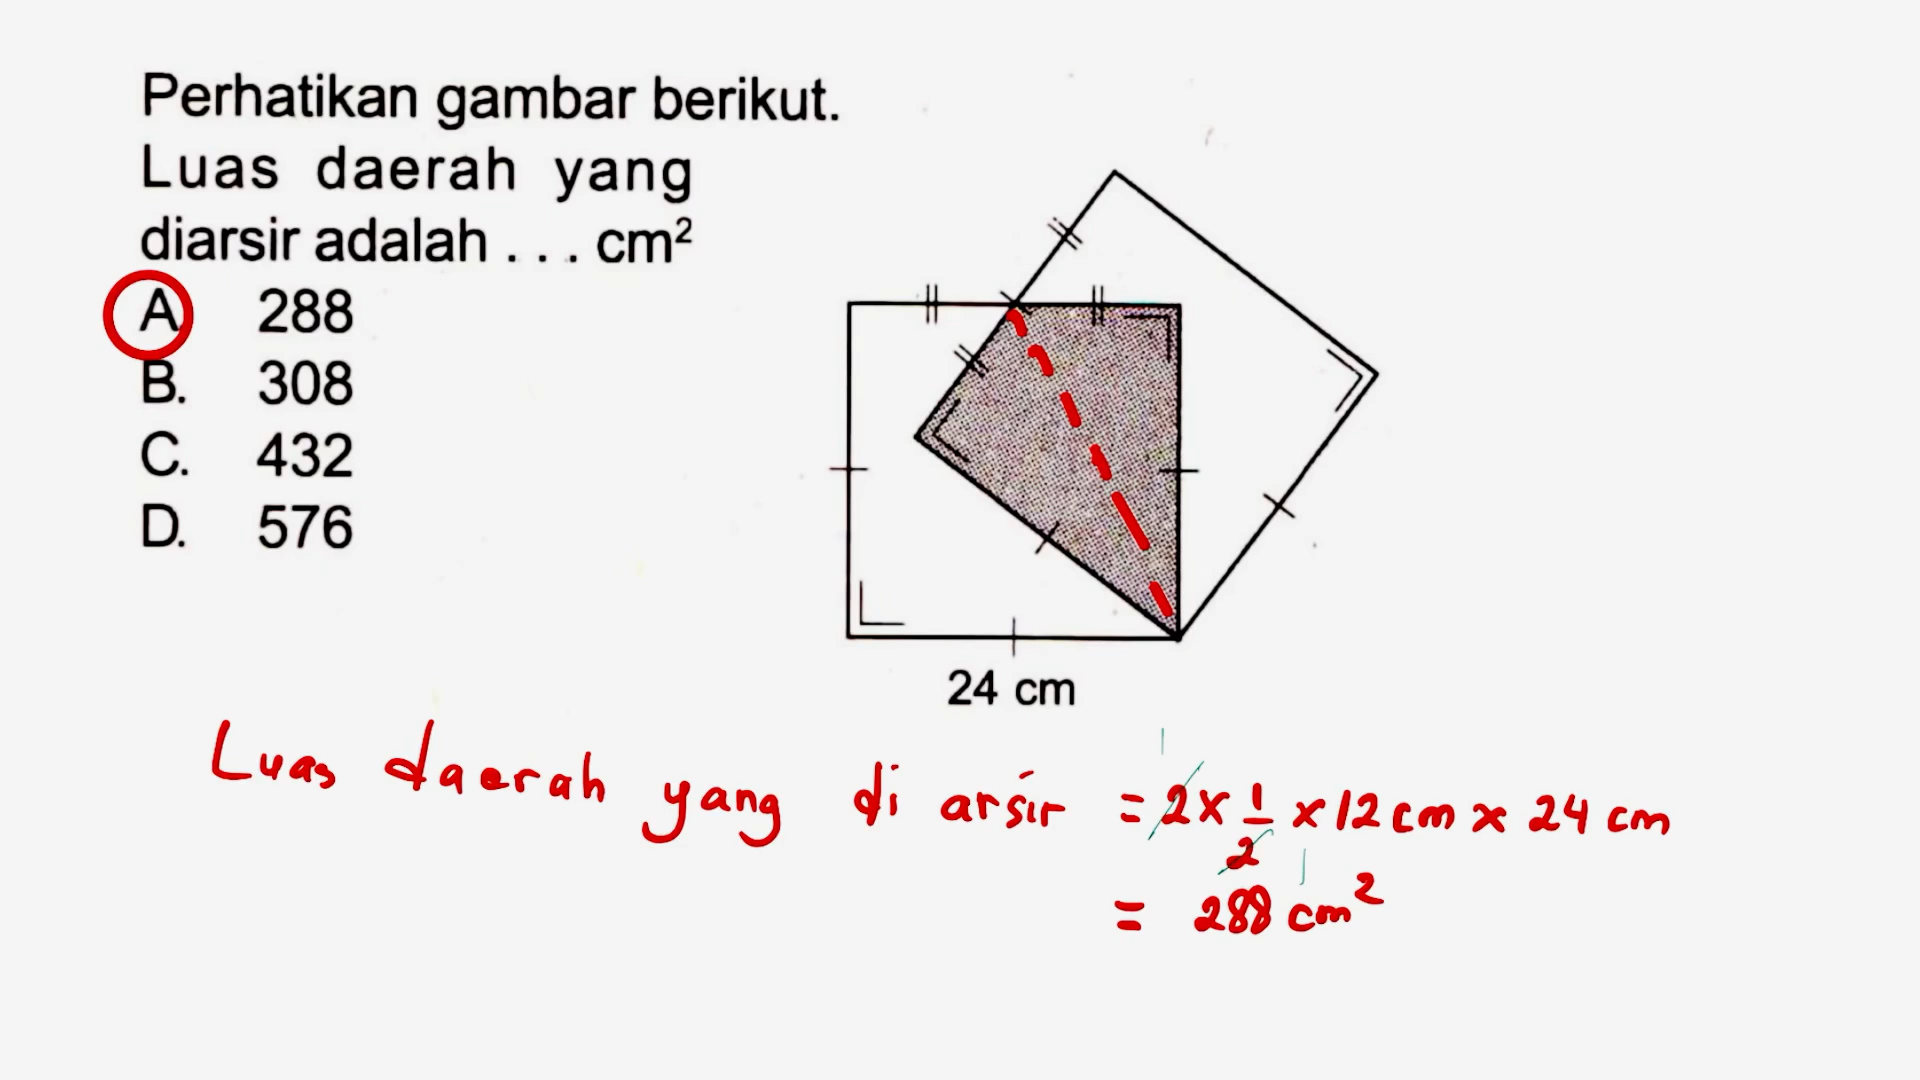 Perhatikan gambar berikut.
Luas daerah yang
diarsir adalah . . . cm²
A. 288
B. 308
C. 432
D. 576
24 cm
Luas daerah yang di arsir = 2 x 1/2 x 12 cm x 24 cm
= 288 cm²